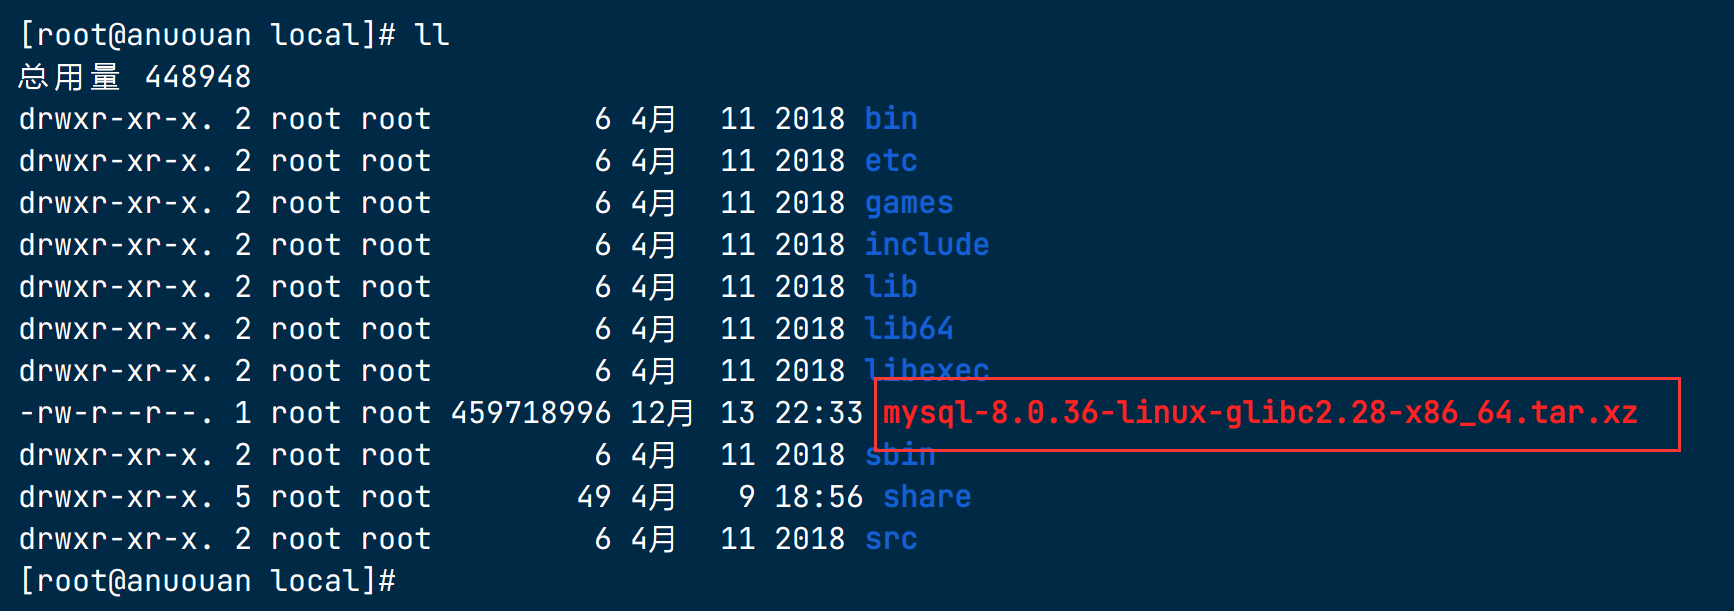 [root@anuouan local]# ll
总用量 448948
drwxr-xr-x. 2 root root         6 4月  11 2018 bin
drwxr-xr-x. 2 root root         6 4月  11 2018 etc
drwxr-xr-x. 2 root root         6 4月  11 2018 games
drwxr-xr-x. 2 root root         6 4月  11 2018 include
drwxr-xr-x. 2 root root         6 4月  11 2018 lib
drwxr-xr-x. 2 root root         6 4月  11 2018 lib64
drwxr-xr-x. 2 root root         6 4月  11 2018 libexec
-rw-r--r--. 1 root root 459718996 12月 13 22:33 mysql-8.0.36-linux-glibc2.28-x86_64.tar.xz
drwxr-xr-x. 2 root root         6 4月  11 2018 sbin
drwxr-xr-x. 5 root root        49 4月   9 18:56 share
drwxr-xr-x. 2 root root         6 4月  11 2018 src
[root@anuouan local]#